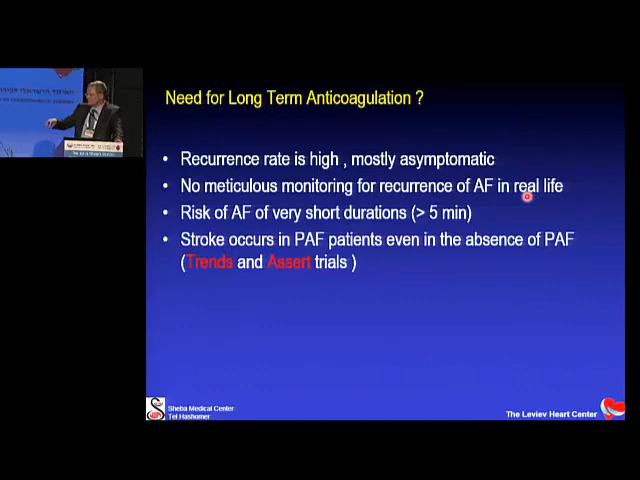 Need for Long Term Anticoagulation ?
• Recurrence rate is high , mostly asymptomatic
• No meticulous monitoring for recurrence of AF in real life
• Risk of AF of very short durations (> 5 min)
• Stroke occurs in PAF patients even in the absence of PAF
(Trends and Assert trials )
Sheba Medical Center
Tel Hashomer
The Leviev Heart Center